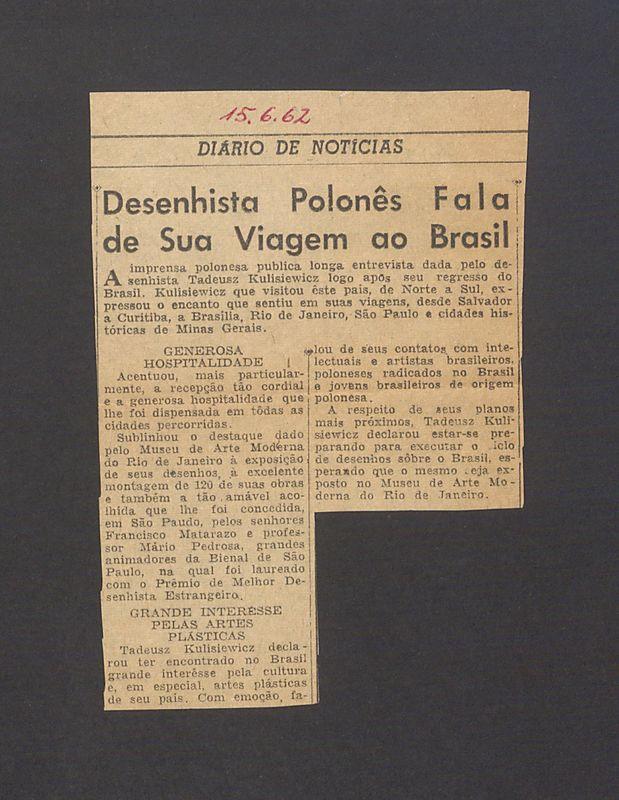 15.6.62
DIÁRIO DE NOTÍCIAS
Desenhista Polonês Fala
de Sua Viagem ao Brasil
A imprensa polonesa publica longa entrevista dada pelo de-
senhista Tadeusz Kulisiewicz logo após seu regresso do
Brasil. Kulisiewicz que visitou êste país, de Norte a Sul, ex-
pressou o encanto que sentiu em suas viagens, desde Salvador
a Curitiba, a Brasília, Rio de Janeiro, São Paulo e cidades his-
tóricas de Minas Gerais.
GENEROSA
HOSPITALIDADE
Acentuou, mais particular-
mente, a recepção tão cordial
e a generosa hospitalidade que
lhe foi dispensada em tôdas as
cidades percorridas.
Sublinhou o destaque dado
pelo Museu de Arte Moderna
do Rio de Janeiro à exposição
de seus desenhos, à excelente
montagem de 120 de suas obras
e também a tão amável aco-
lhida que lhe foi concedida,
em São Paudo, pelos senhores
Francisco Matarazo e profes-
sor Mário Pedrosa, grandes
animadores da Bienal de São
Paulo, na qual foi laureado
com o Prêmio de Melhor De-
senhista Estrangeiro.
GRANDE INTERÊSSE
PELAS ARTES
PLÁSTICAS
Tadeusz Kulisiewicz decla-
rou ter encontrado no Brasil
grande interêsse pela cultura
e, em especial, artes plásticas
de seu país. Com emoção, fa-
lou de seus contatos com inte-
lectuais e artistas brasileiros,
poloneses radicados no Brasil
e jovens brasileiros de origem
polonesa.
A respeito de seus planos
mais próximos, Tadeusz Kuli-
siewicz declarou estar-se pre-
parando para executar o iclo
de desenhos sôbre o Brasil, es-
perando que o mesmo eja ex-
posto no Museu de Arte Mo-
derna do Rio de Janeiro.